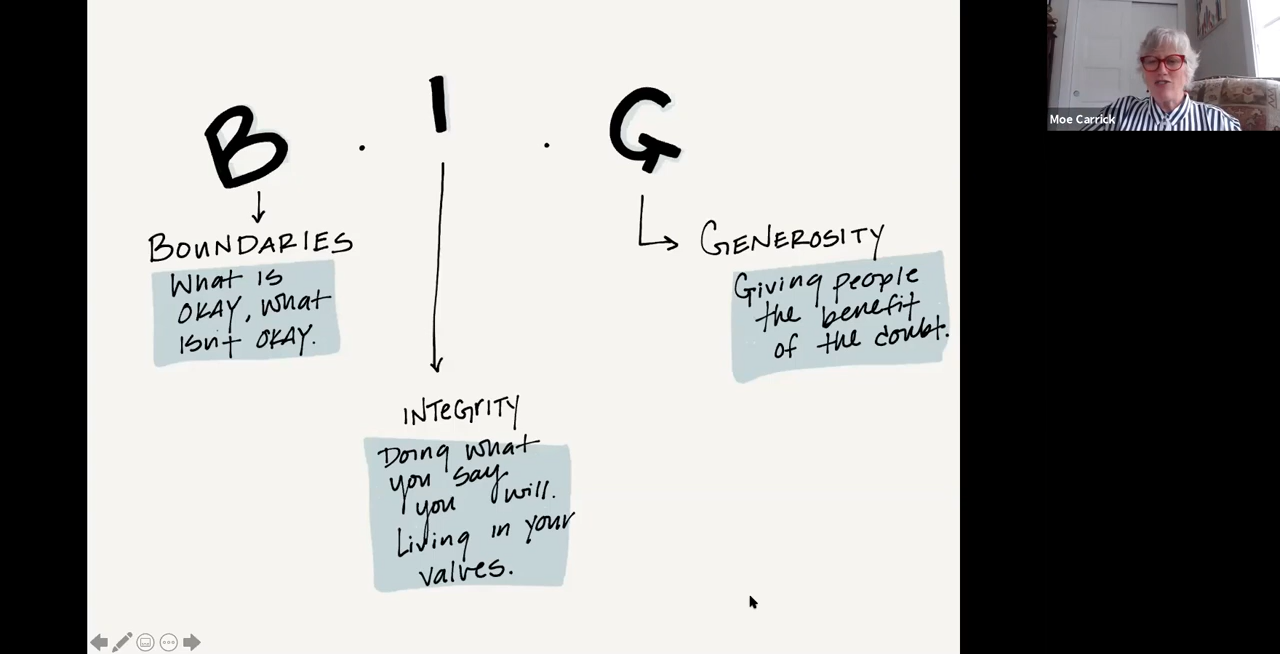 B . I . G
BOUNDARIES
What is
OKAY, what
isn't OKAY.
INTEGRITY
Doing what
you say
you will.
Living in your
values.
GENEROSITY
Giving people
the benefit
of the doubt.
Moe Carrick